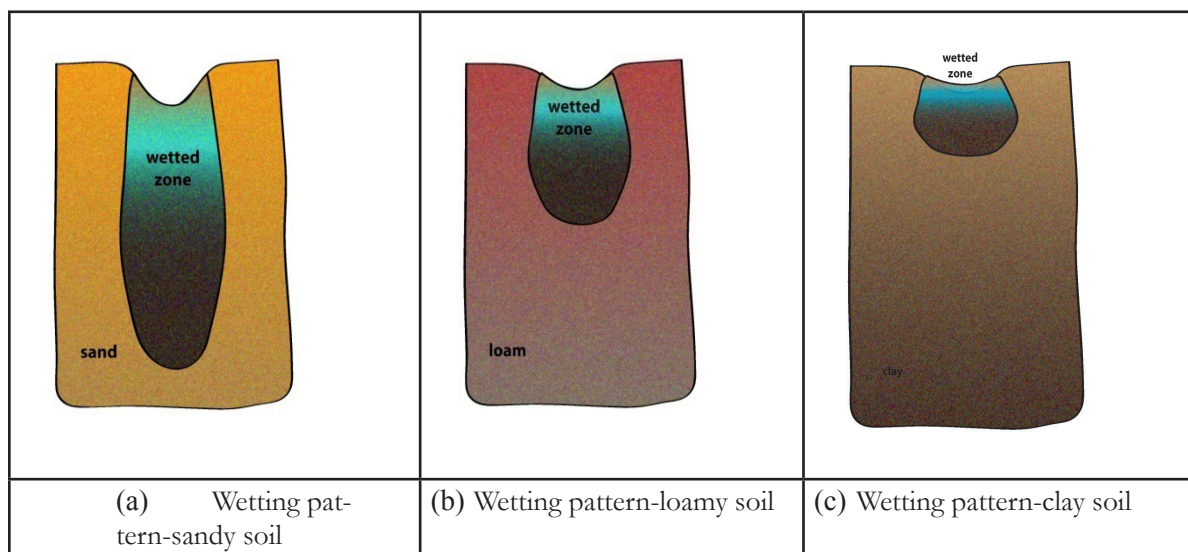 wetted
zone
sand
wetted
zone
loam
wetted
zone
clay
(a) Wetting pat-
tern-sandy soil
(b) Wetting pattern-loamy soil
(c) Wetting pattern-clay soil